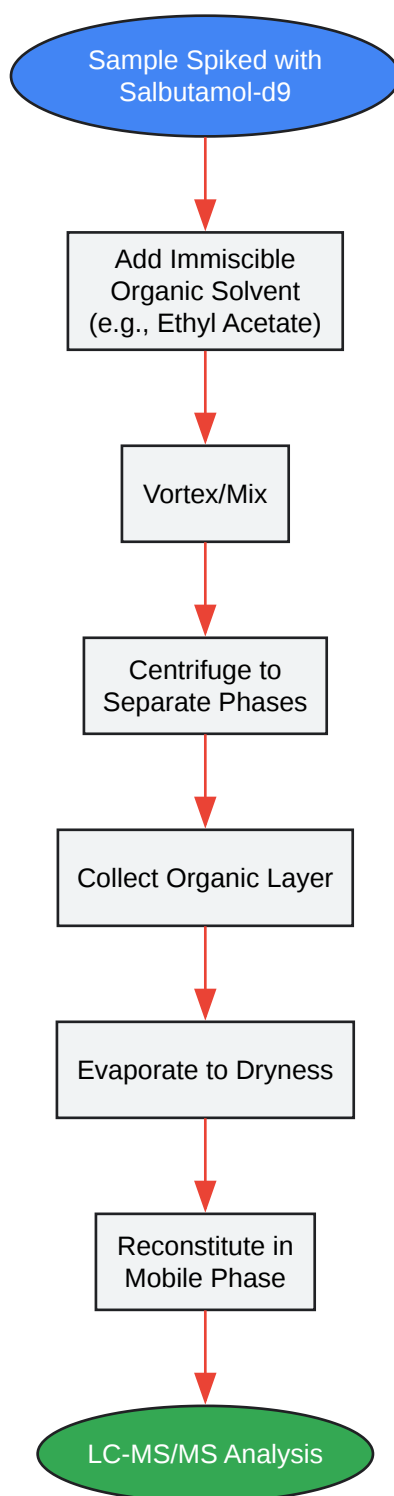 Sample Spiked with
Salbutamol-d9
Add Immiscible
Organic Solvent
(e.g., Ethyl Acetate)
Vortex/Mix
Centrifuge to
Separate Phases
Collect Organic Layer
Evaporate to Dryness
Reconstitute in
Mobile Phase
LC-MS/MS Analysis